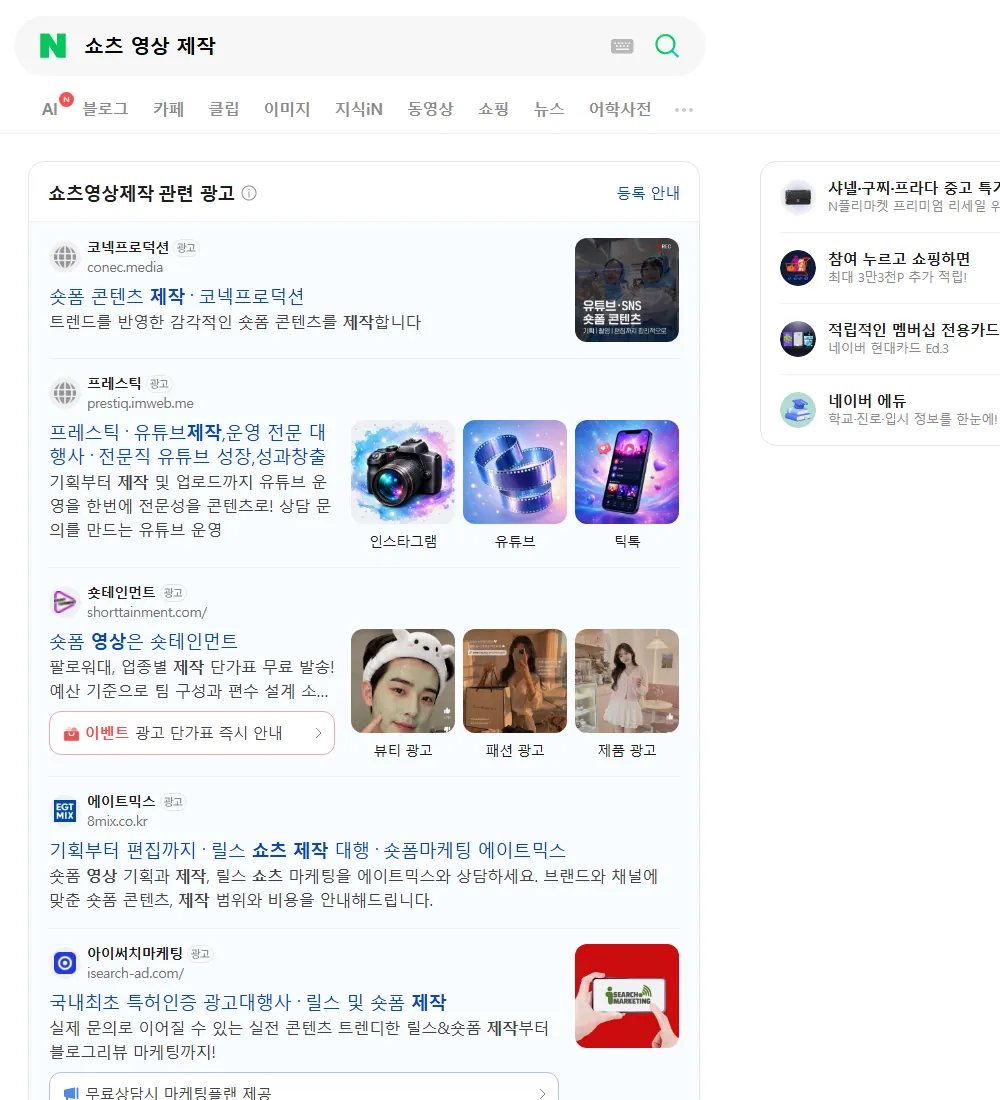 N 쇼츠 영상 제작
AI N 블로그 카페 클립 이미지 지식iN 동영상 쇼핑 뉴스 어학사전
쇼츠영상제작 관련 광고
등록 안내
코넥프로덕션 광고
conec.media
숏폼 콘텐츠 제작 · 코넥프로덕션
트렌드를 반영한 감각적인 숏폼 콘텐츠를 제작합니다
REC
유튜브·SNS
숏폼 콘텐츠
기획 | 촬영 | 편집까지 합리적으로
프레스틱 광고
prestiq.imweb.me
프레스틱 · 유튜브제작,운영 전문 대
행사 · 전문직 유튜브 성장,성과창출
기획부터 제작 및 업로드까지 유튜브 운
영을 한번에 전문성을 콘텐츠로! 상담 문
의를 만드는 유튜브 운영
인스타그램
유튜브
틱톡
숏테인먼트 광고
shorttainment.com/
숏폼 영상은 숏테인먼트
팔로워대, 업종별 제작 단가표 무료 발송!
예산 기준으로 팀 구성과 편수 설계 소...
이벤트 광고 단가표 즉시 안내
뷰티 광고
패션 광고
제품 광고
EGT
MIX
에이트믹스 광고
8mix.co.kr
기획부터 편집까지 · 릴스 쇼츠 제작 대행 · 숏폼마케팅 에이트믹스
숏폼 영상 기획과 제작, 릴스 쇼츠 마케팅을 에이트믹스와 상담하세요. 브랜드와 채널에
맞춘 숏폼 콘텐츠, 제작 범위와 비용을 안내해드립니다.
아이써치마케팅 광고
isearch-ad.com/
국내최초 특허인증 광고대행사 · 릴스 및 숏폼 제작
실제 문의로 이어질 수 있는 실전 콘텐츠 트렌디한 릴스&숏폼 제작부터
블로그리뷰 마케팅까지!
SEARCH
MARKETING
무료상담시 마케팅플랜 제공
샤넬·구찌·프라다 중고 특가
N플리마켓 프리미엄 리세일 위
참여 누르고 쇼핑하면
최대 3만3천P 추가 적립!
적립적인 멤버십 전용카드
네이버 현대카드 Ed.3
네이버 에듀
학교·진로·입시 정보를 한눈에!